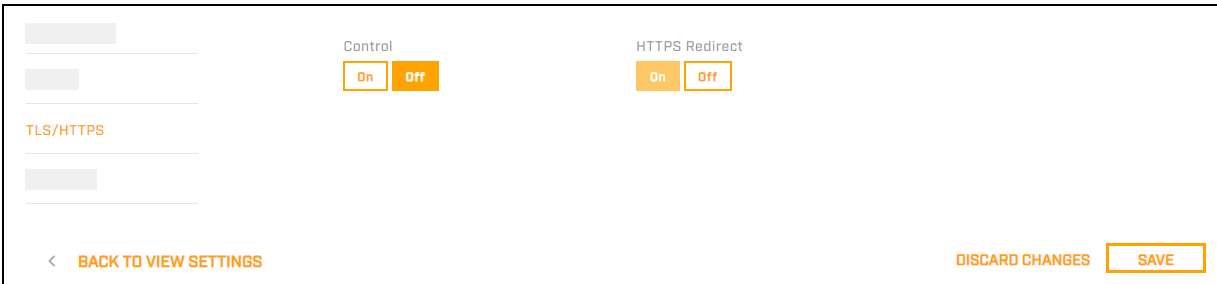 Control
HTTPS Redirect
On Off
On Off
TLS/HTTPS
BACK TO VIEW SETTINGS
DISCARD CHANGES
SAVE